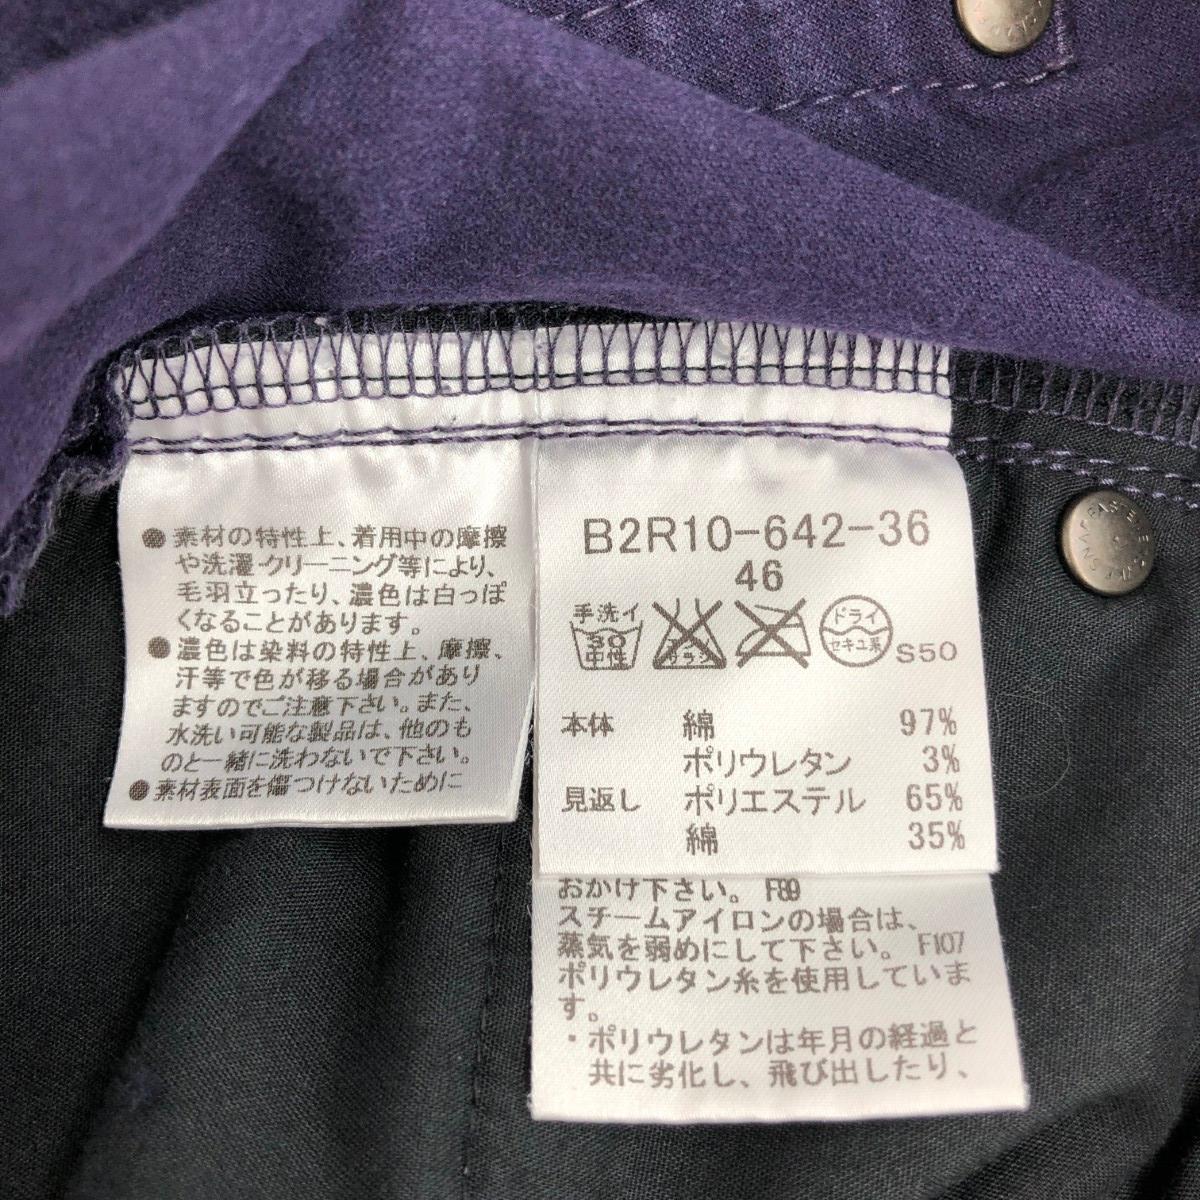 ● 素材の特性上、着用中の摩擦
や洗濯・クリーニング等により、
毛羽立ったり、濃色は白っぽ
くなることがあります。
● 濃色は染料の特性上、摩擦、
汗等で色が移る場合があり
ますのでご注意下さい。また、
水洗い可能な製品は、他のも
のと一緒に洗わないで下さい。
● 素材表面を傷つけないために
B2R10-642-36
46
手洗イ
30
中性
エンソ
サラシ
ドライ
セキユ系
S50
本体 綿 97%
ポリウレタン 3%
見返し ポリエステル 65%
綿 35%
おかけ下さい。 F89
スチームアイロンの場合は、
蒸気を弱めにして下さい。 F107
ポリウレタン糸を使用していま
す。
・ポリウレタンは年月の経過と
共に劣化し、飛び出したり、